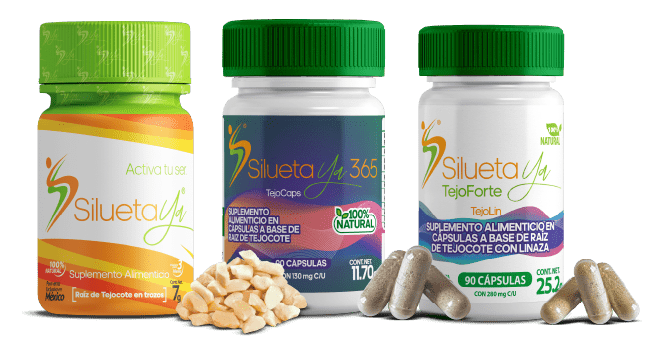 Activa tu ser
Silueta Ya
100%
NATURAL
Suplemento Alimenticio
México
Raíz de Tejocote en trozos
7g
Silueta Ya 365
TejoCaps
SUPLEMENTO
ALIMENTICIO EN
CÁPSULAS A BASE DE
RAÍZ DE TEJOCOTE
100%
NATURAL
90 CÁPSULAS
CON 130 mg C/U
CONT. NET.
11.70
100%
NATURAL
Silueta Ya
TejoForte
TejoLin
SUPLEMENTO ALIMENTICIO EN
CÁPSULAS A BASE DE RAÍZ
DE TEJOCOTE CON LINAZA
90 CÁPSULAS
CON 280 mg C/U
CONT. NET.
25.2